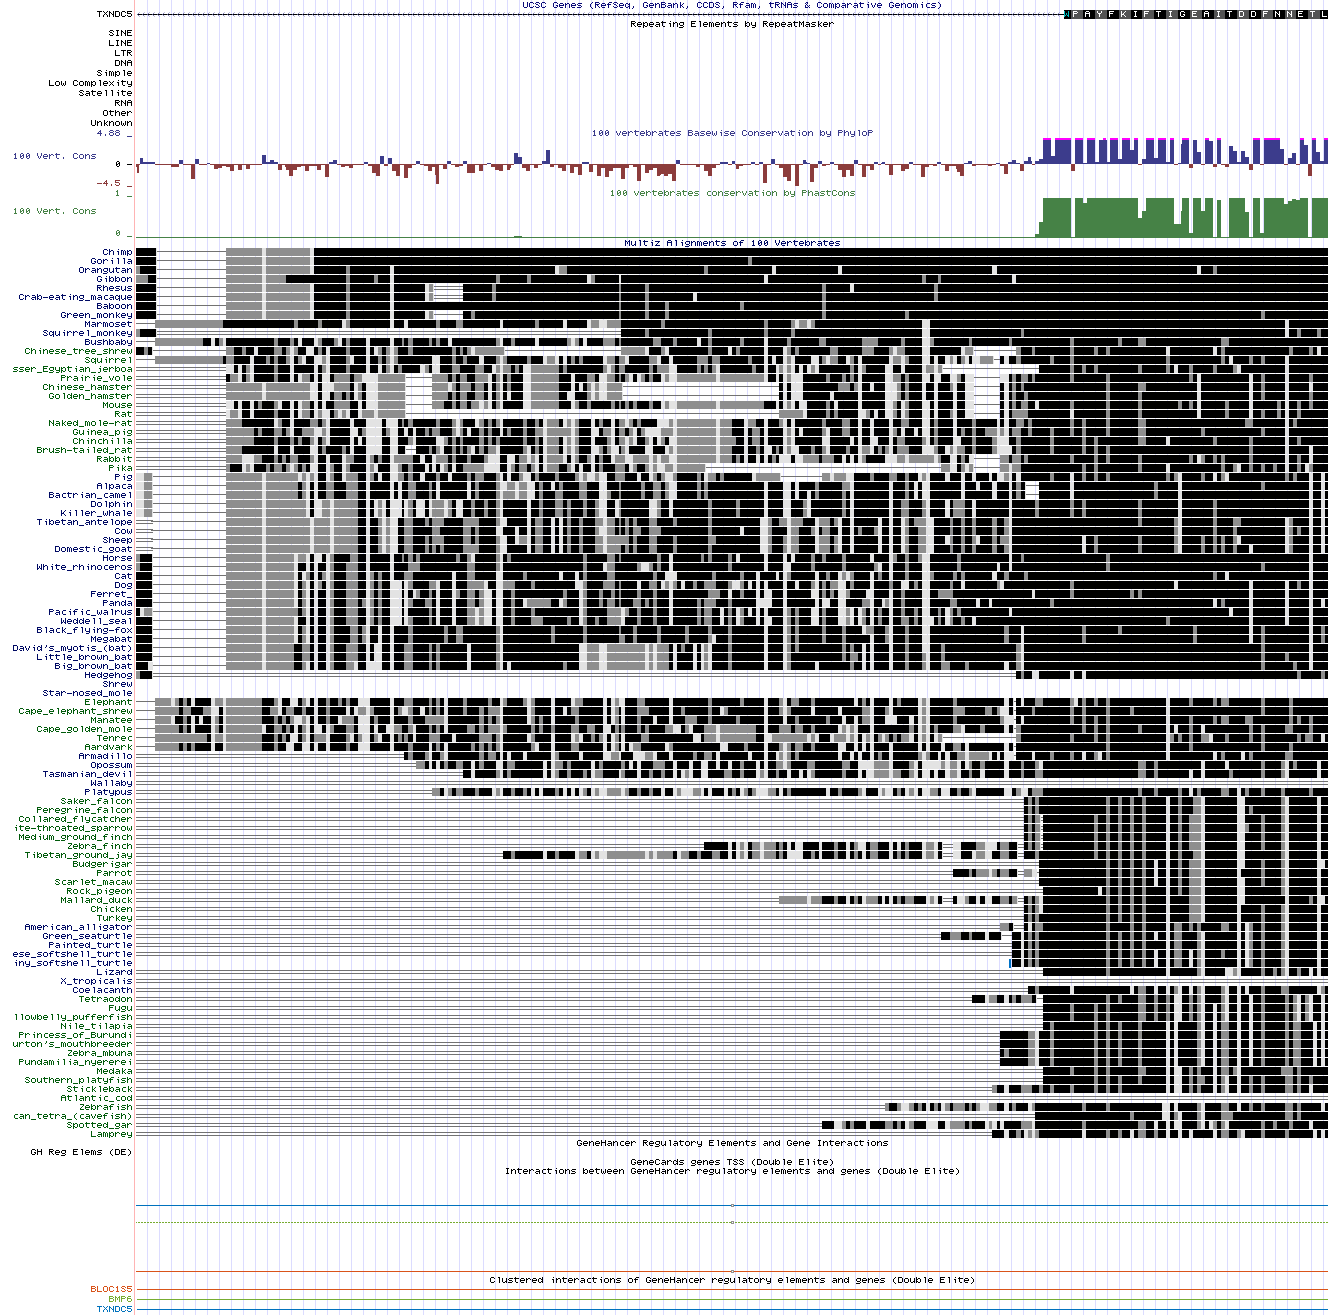 UCSC Genes (RefSeq, GenBank, CCDS, Rfam, tRNAs & Comparative Genomics)
TXNDC5 W P A Y F K I F T I G E A I T D D F N N E T L
Repeating Elements by RepeatMasker
SINE
LINE
LTR
DNA
Simple
Low Complexity
Satellite
RNA
Other
Unknown
4.88 _
100 vertebrates Basewise Conservation by PhyloP
100 Vert. Cons
0 -
-4.5 _
100 vertebrates conservation by PhastCons
1 _
100 Vert. Cons
0 _
Multiz Alignments of 100 Vertebrates
Chimp
Gorilla
Orangutan
Gibbon
Rhesus
Crab-eating_macaque
Baboon
Green_monkey
Marmoset
Squirrel_monkey
Bushbaby
Chinese_tree_shrew
Squirrel
sser_Egyptian_jerboa
Prairie_vole
Chinese_hamster
Golden_hamster
Mouse
Rat
Naked_mole-rat
Guinea_pig
Chinchilla
Brush-tailed_rat
Rabbit
Pika
Pig
Alpaca
Bactrian_camel
Dolphin
Killer_whale
Tibetan_antelope
Cow
Sheep
Domestic_goat
Horse
White_rhinoceros
Cat
Dog
Ferret_
Panda
Pacific_walrus
Weddell_seal
Black_flying-fox
Megabat
David's_myotis_(bat)
Little_brown_bat
Big_brown_bat
Hedgehog
Shrew
Star-nosed_mole
Elephant
Cape_elephant_shrew
Manatee
Cape_golden_mole
Tenrec
Aardvark
Armadillo
Opossum
Tasmanian_devil
Wallaby
Platypus
Saker_falcon
Peregrine_falcon
Collared_flycatcher
ite-throated_sparrow
Medium_ground_finch
Zebra_finch
Tibetan_ground_jay
Budgerigar
Parrot
Scarlet_macaw
Rock_pigeon
Mallard_duck
Chicken
Turkey
American_alligator
Green_seaturtle
Painted_turtle
ese_softshell_turtle
iny_softshell_turtle
Lizard
X_tropicalis
Coelacanth
Tetraodon
Fugu
llowbelly_pufferfish
Nile_tilapia
Princess_of_Burundi
urton's_mouthbreeder
Zebra_mbuna
Pundamilia_nyererei
Medaka
Southern_platyfish
Stickleback
Atlantic_cod
Zebrafish
can_tetra_(cavefish)
Spotted_gar
Lamprey
GeneHancer Regulatory Elements and Gene Interactions
GH Reg Elems (DE)
GeneCards genes TSS (Double Elite)
Interactions between GeneHancer regulatory elements and genes (Double Elite)
Clustered interactions of GeneHancer regulatory elements and genes (Double Elite)
BLOC1S5
BMP6
TXNDC5